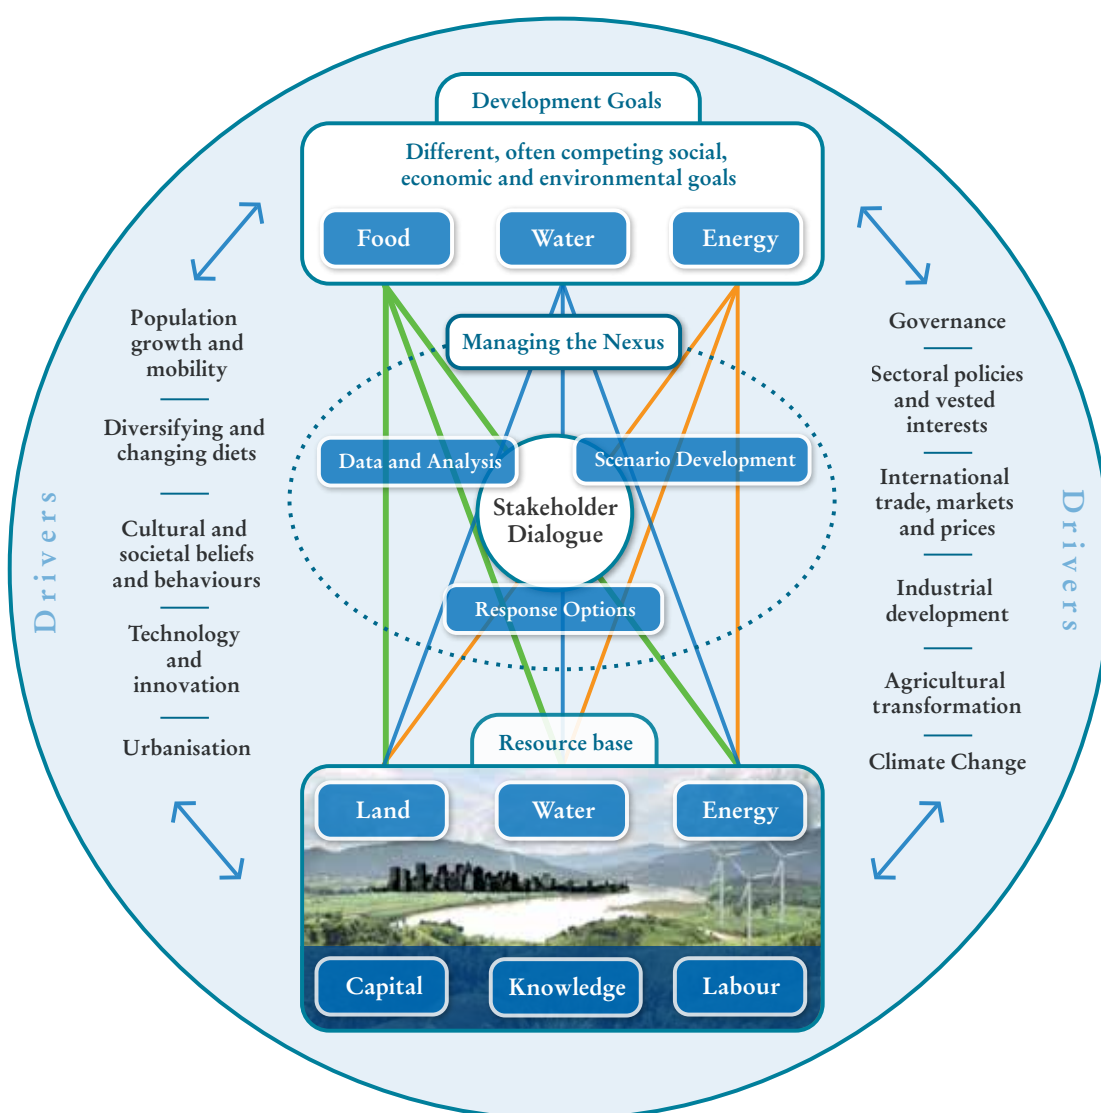 Development Goals
Different, often competing social,
economic and environmental goals
Food
Water
Energy
Managing the Nexus
Data and Analysis
Scenario Development
Stakeholder
Dialogue
Response Options
Drivers
Population
growth and
mobility
Diversifying and
changing diets
Cultural and
societal beliefs
and behaviours
Technology
and
innovation
Urbanisation
Governance
Sectoral policies
and vested
interests
International
trade, markets
and prices
Industrial
development
Agricultural
transformation
Climate Change
Drivers
Resource base
Land
Water
Energy
Capital
Knowledge
Labour